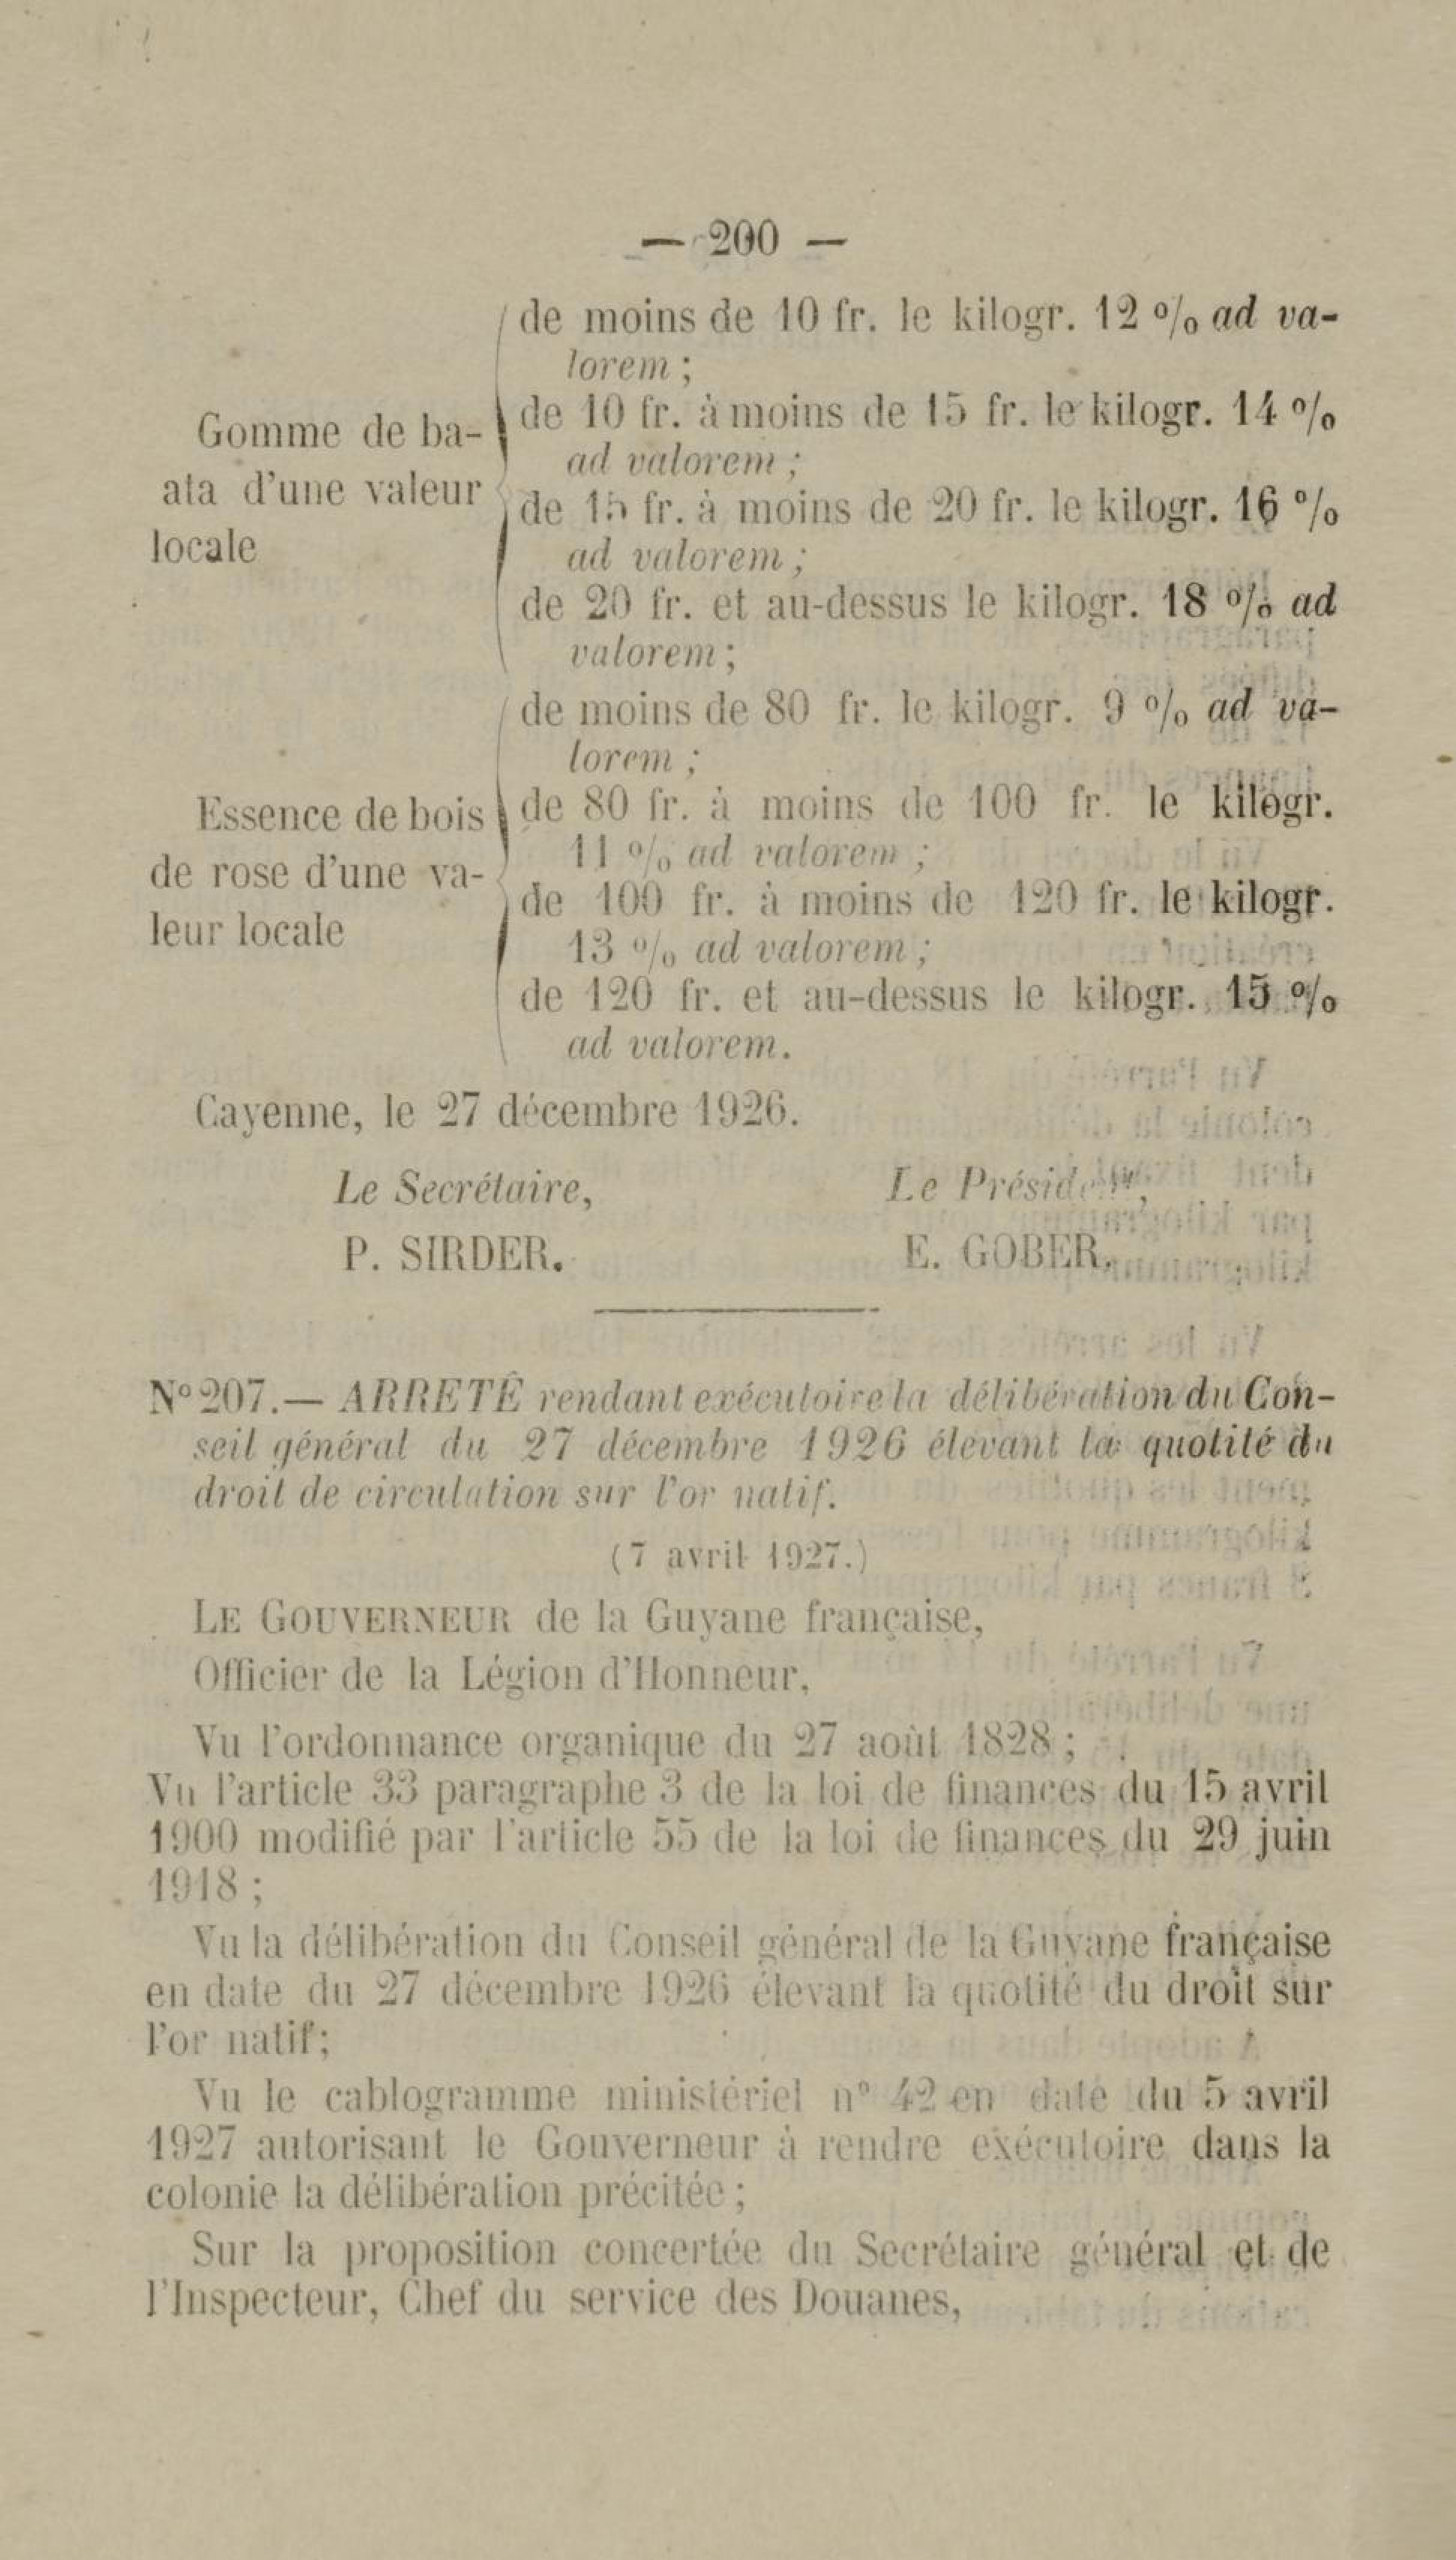 — 200 —
Gomme de ba-
ata d'une valeur
locale
de moins de 10 fr. le kilogr. 12 % ad va-
lorem ;
de 10 fr. à moins de 15 fr. le kilogr. 14 %
ad valorem ;
de 15 fr. à moins de 20 fr. le kilogr. 16 %
ad valorem ;
de 20 fr. et au-dessus le kilogr. 18 % ad
valorem ;
Essence de bois
de rose d'une va-
leur locale
de moins de 80 fr. le kilogr. 9 % ad va-
lorem ;
de 80 fr. à moins de 100 fr. le kilogr.
11 % ad valorem ;
de 100 fr. à moins de 120 fr. le kilogr.
13 % ad valorem ;
de 120 fr. et au-dessus le kilogr. 15 %
ad valorem.
Cayenne, le 27 décembre 1926.
Le Secrétaire, Le Président,
P. SIRDER. E. GOBER.
N° 207. — ARRETÉ rendant exécutoire la délibération du Con-
seil général du 27 décembre 1926 élevant la quotité du
droit de circulation sur l'or natif.
(7 avril 1927.)
LE GOUVERNEUR de la Guyane française,
Officier de la Légion d'Honneur,
Vu l'ordonnance organique du 27 août 1828 ;
Vu l'article 33 paragraphe 3 de la loi de finances du 15 avril
1900 modifié par l'article 55 de la loi de finances du 29 juin
1918 ;
Vu la délibération du Conseil général de la Guyane française
en date du 27 décembre 1926 élevant la quotité du droit sur
l'or natif ;
Vu le cablogramme ministériel n° 42 en date du 5 avril
1927 autorisant le Gouverneur à rendre exécutoire dans la
colonie la délibération précitée ;
Sur la proposition concertée du Secrétaire général et de
l'Inspecteur, Chef du service des Douanes,